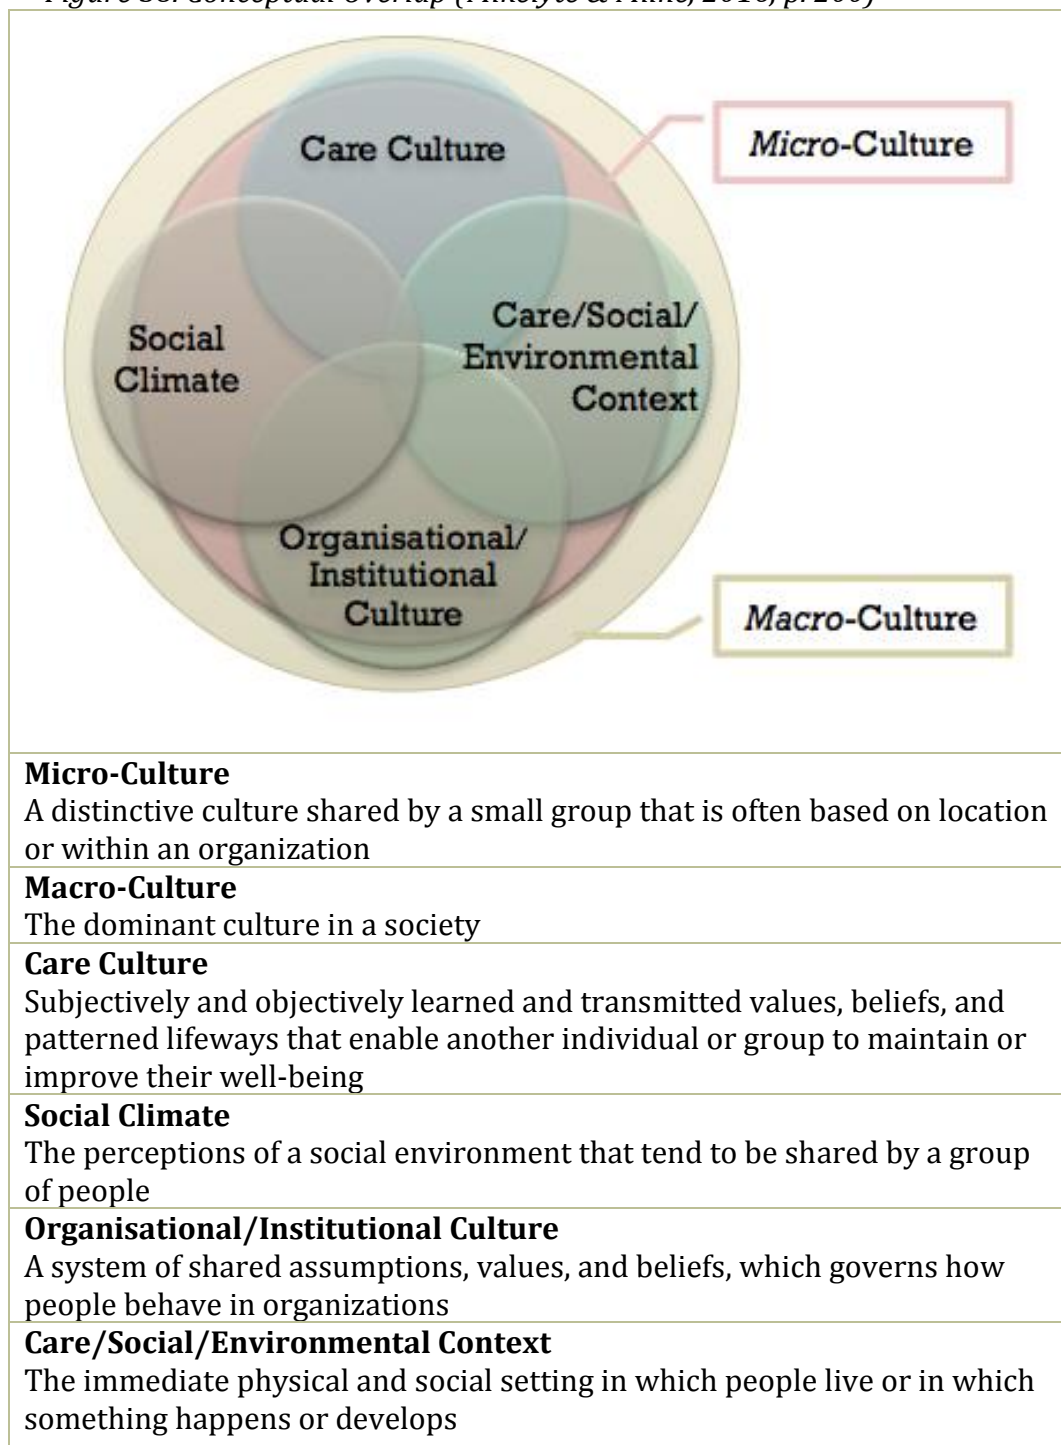 Conceptual Overlap
Care Culture
Micro-Culture
Social
Climate
Care/Social/
Environmental
Context
Organisational/
Institutional
Culture
Macro-Culture
Micro-Culture
A distinctive culture shared by a small group that is often based on location
or within an organization
Macro-Culture
The dominant culture in a society
Care Culture
Subjectively and objectively learned and transmitted values, beliefs, and
patterned lifeways that enable another individual or group to maintain or
improve their well-being
Social Climate
The perceptions of a social environment that tend to be shared by a group
of people
Organisational/Institutional Culture
A system of shared assumptions, values, and beliefs, which governs how
people behave in organizations
Care/Social/Environmental Context
The immediate physical and social setting in which people live or in which
something happens or develops